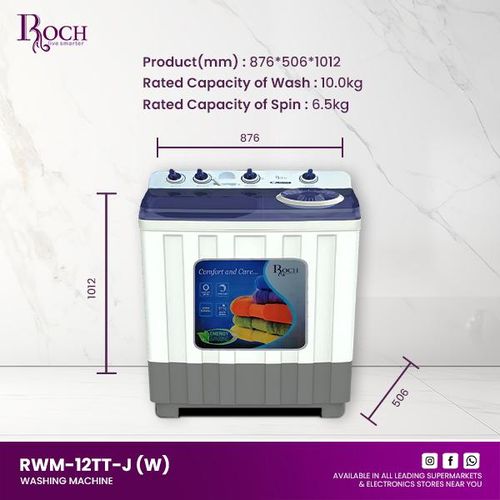 ROCH
live smarter
Product(mm) : 876*506*1012
Rated Capacity of Wash : 10.0kg
Rated Capacity of Spin : 6.5kg
876
ROCH
1012
ROCH
Comfort and Care...
ENERGY
506
RWM-12TT-J (W)
WASHING MACHINE
AVAILABLE IN ALL LEADING SUPERMARKETS
& ELECTRONICS STORES NEAR YOU